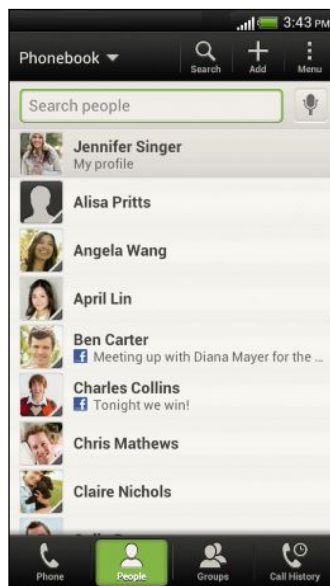 3:43 PM
Phonebook
Search
Add
Menu
Search people
Jennifer Singer
My profile
Alisa Pritts
Angela Wang
April Lin
Ben Carter
f Meeting up with Diana Mayer for the ...
Charles Collins
f Tonight we win!
Chris Mathews
Claire Nichols
Phone
People
Groups
Call History